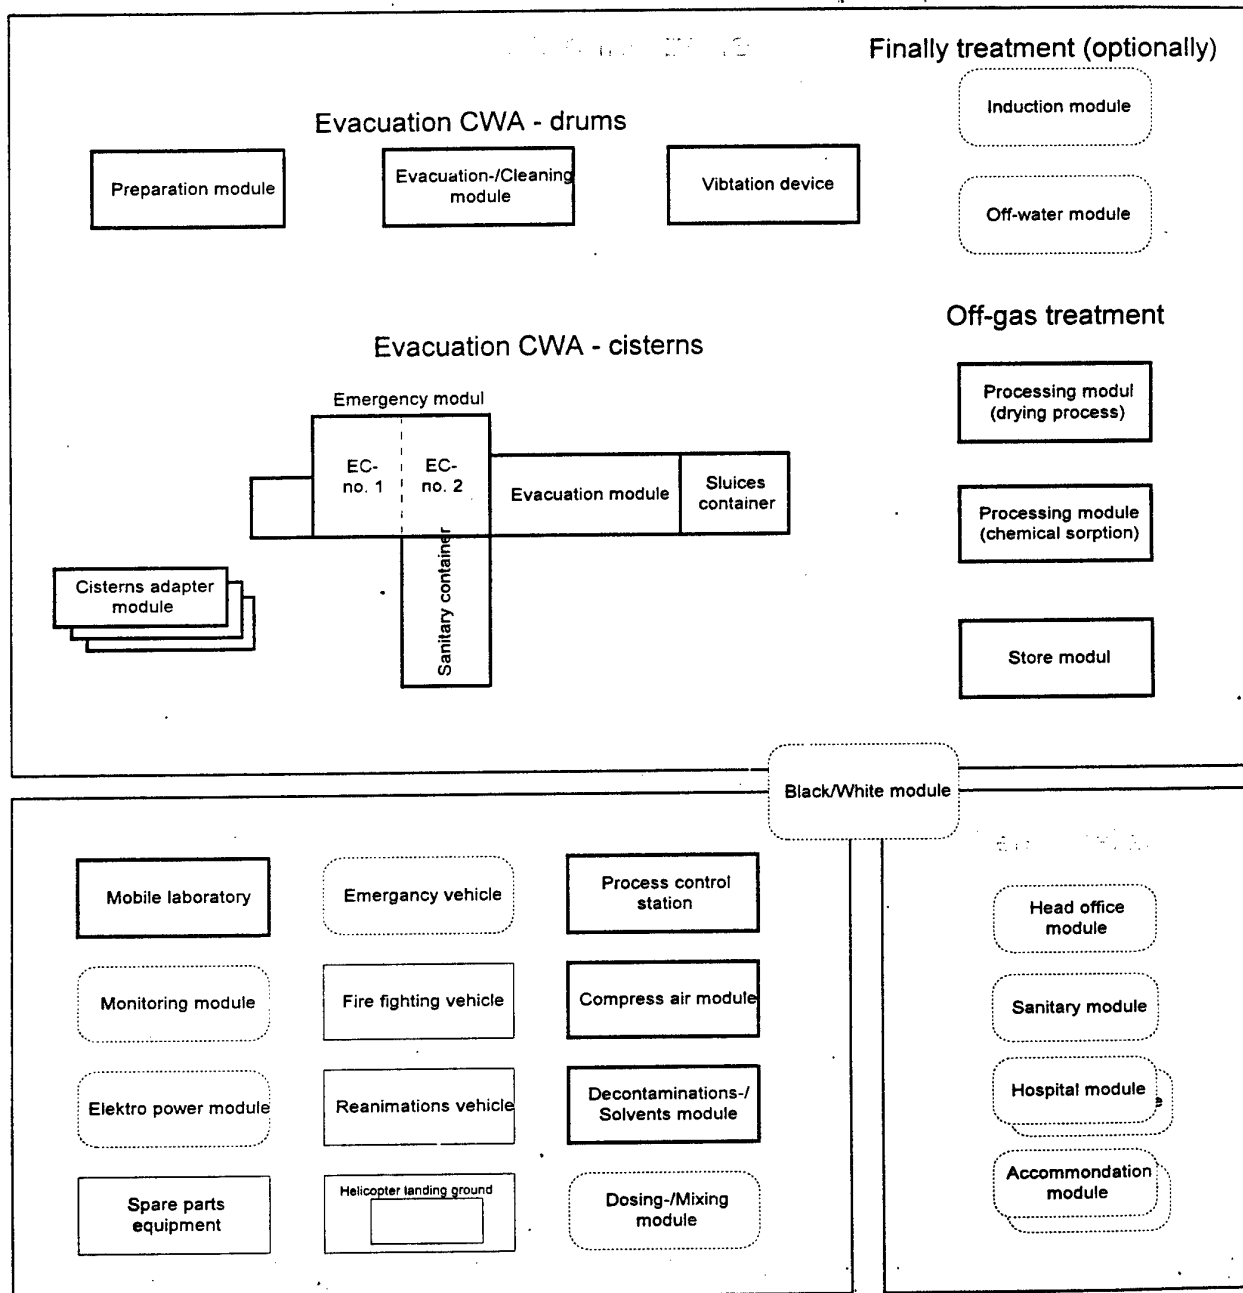 Finally treatment (optionally)
Induction module
Off-water module
Evacuation CWA - drums
Preparation module
Evacuation-/Cleaning
module
Vibtation device
Evacuation CWA - cisterns
Emergency modul
EC-
no. 1
EC-
no. 2
Evacuation module
Sluices
container
Sanitary container
Cisterns adapter
module
Off-gas treatment
Processing modul
(drying process)
Processing module
(chemical sorption)
Store modul
Black/White module
Mobile laboratory
Emergancy vehicle
Process control
station
Monitoring module
Fire fighting vehicle
Compress air module
Elektro power module
Reanimations vehicle
Decontaminations-/
Solvents module
Spare parts
equipment
Helicopter landing ground
Dosing-/Mixing
module
Head office
module
Sanitary module
Hospital module
Accommondation
module